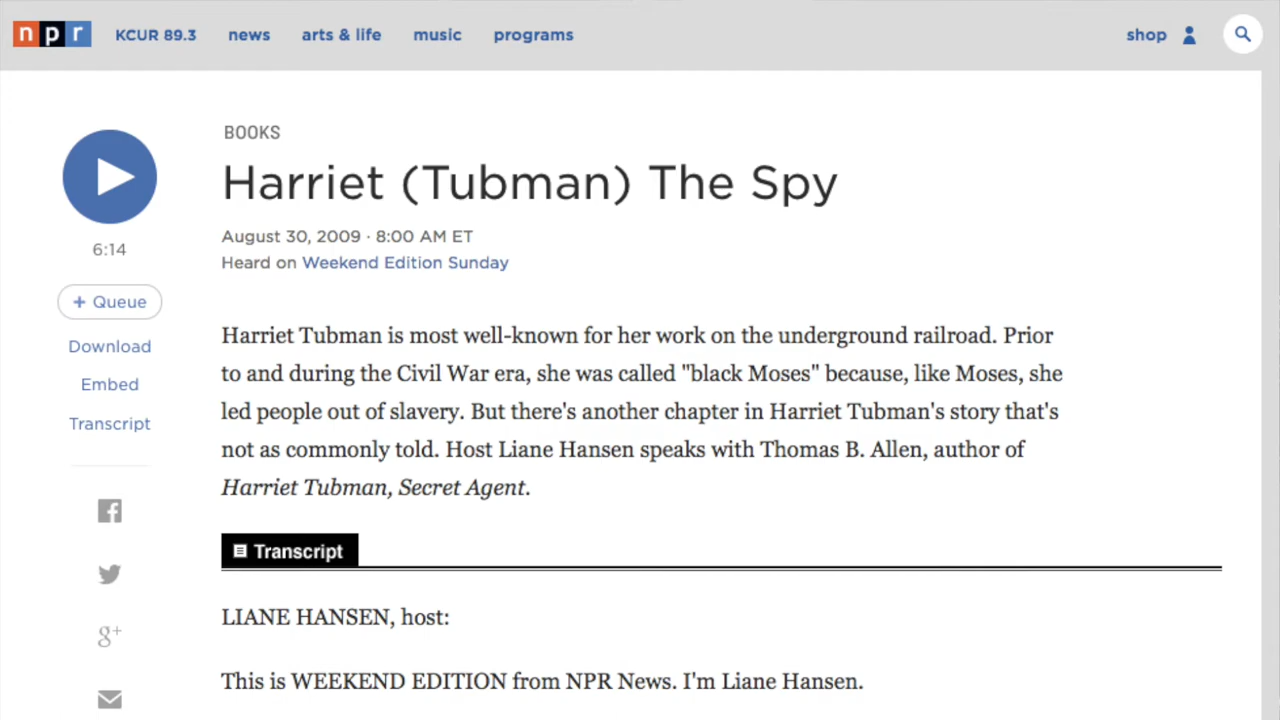 npr KCUR 89.3 news arts & life music programs shop
BOOKS
Harriet (Tubman) The Spy
August 30, 2009 · 8:00 AM ET
Heard on Weekend Edition Sunday
6:14
+ Queue
Download
Embed
Transcript
g+
Harriet Tubman is most well-known for her work on the underground railroad. Prior
to and during the Civil War era, she was called "black Moses" because, like Moses, she
led people out of slavery. But there's another chapter in Harriet Tubman's story that's
not as commonly told. Host Liane Hansen speaks with Thomas B. Allen, author of
Harriet Tubman, Secret Agent.
Transcript
LIANE HANSEN, host:
This is WEEKEND EDITION from NPR News. I'm Liane Hansen.